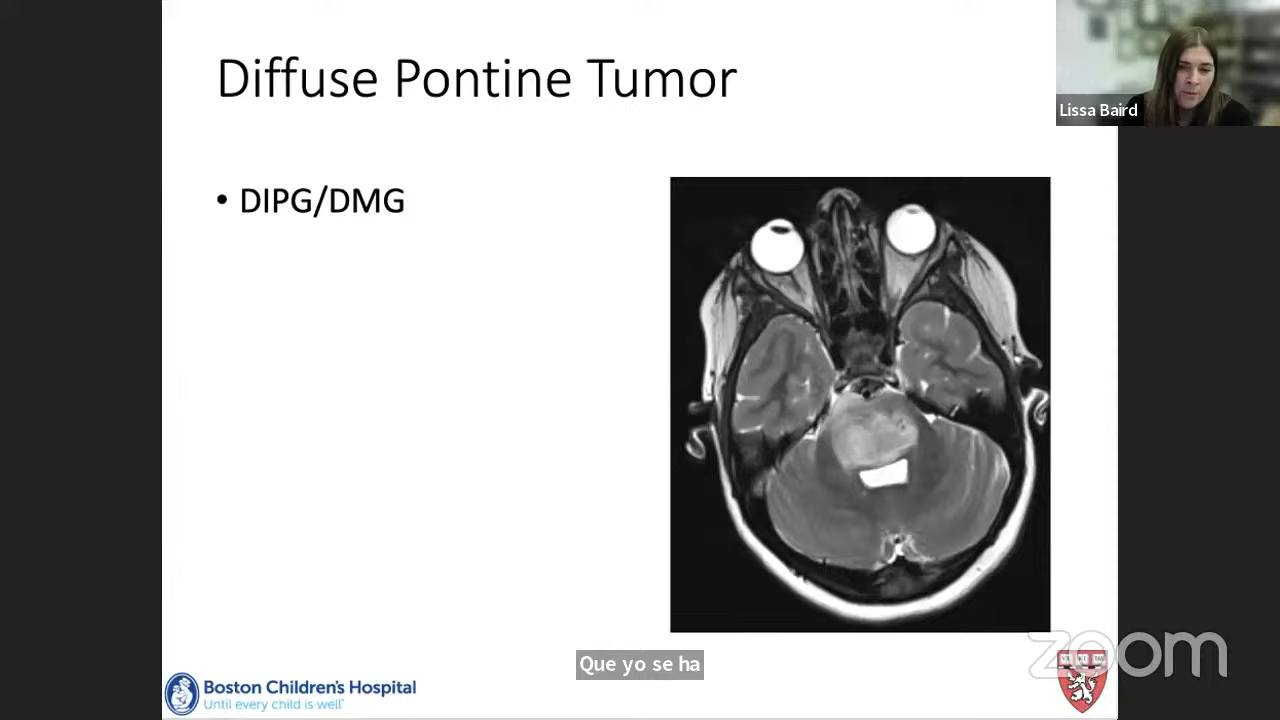 Diffuse Pontine Tumor
Lissa Baird
• DIPG/DMG
Que yo se ha
Boston Children's Hospital
Until every child is well
zoom